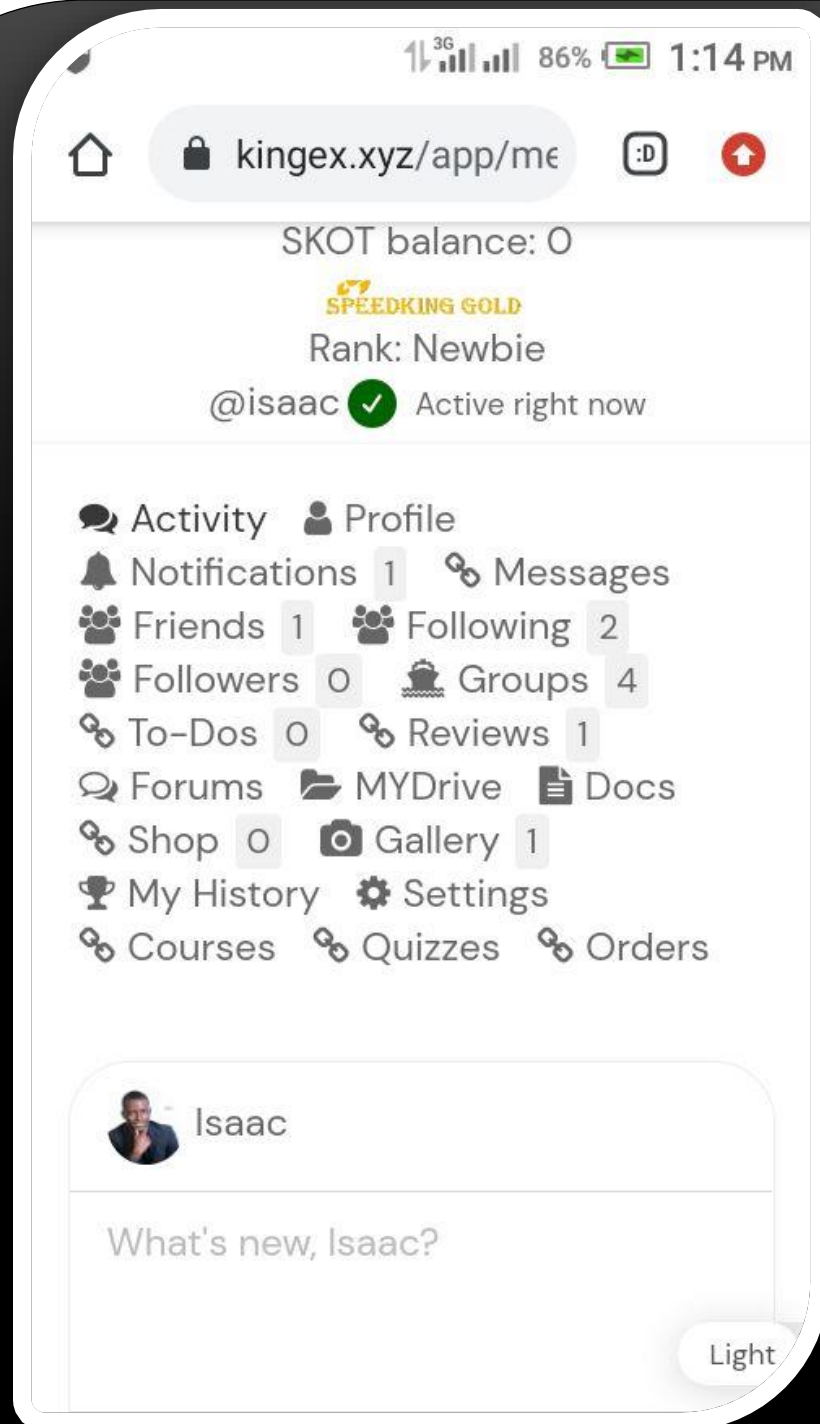 3G 86% 1:14 PM
kingex.xyz/app/me
:D
SKOT balance: 0
SPEEDKING GOLD
Rank: Newbie
@isaac Active right now
Activity Profile
Notifications 1 Messages
Friends 1 Following 2
Followers 0 Groups 4
To-Dos 0 Reviews 1
Forums MYDrive Docs
Shop 0 Gallery 1
My History Settings
Courses Quizzes Orders
Isaac
What's new, Isaac?
Light